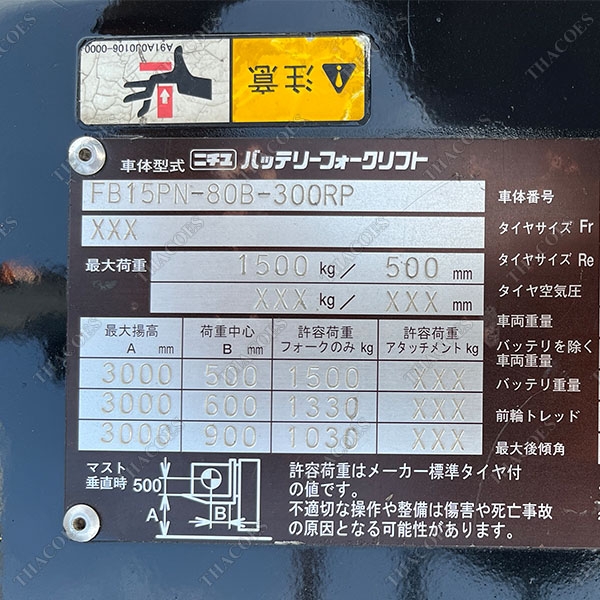 A91A0J0106-0000
注意
車体型式 ニチユ バッテリーフォークリフト
FB15PN-80B-300RP
XXX
最大荷重 1500 kg/ 500 mm
XXX kg/ XXX mm
最大揚高 A mm 荷重中心 B mm 許容荷重 フォークのみ kg 許容荷重 アタッチメント kg
3000 500 1500 XXX
3000 600 1330 XXX
3000 900 1030 XXX
マスト
垂直時 500
A
B
許容荷重はメーカー標準タイヤ付
の値です。
不適切な操作や整備は傷害や死亡事故
の原因となる可能性があります。
車体番号
タイヤサイズ Fr
タイヤサイズ Re
タイヤ空気圧
車両重量
バッテリを除く
車両重量
バッテリ重量
前輪トレッド
最大後傾角
THACOES